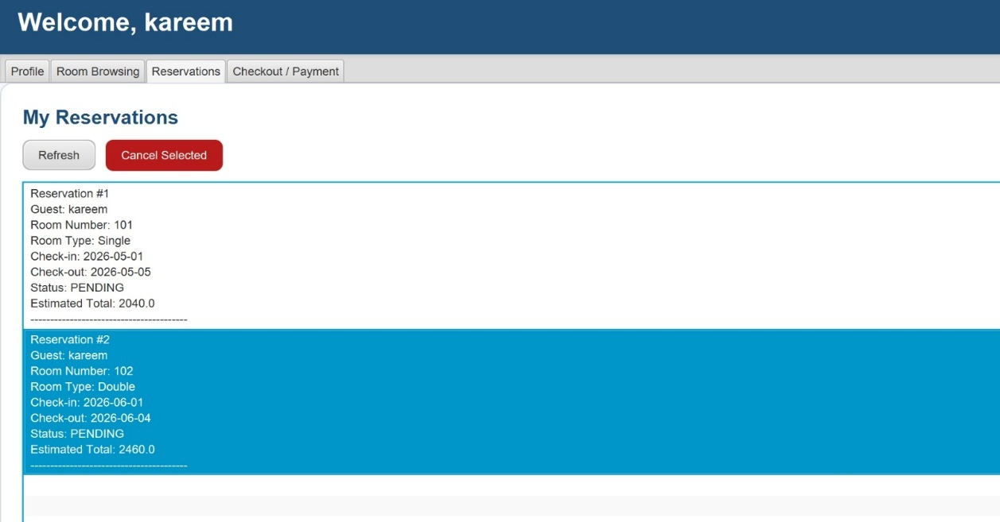 Welcome, kareem
Profile Room Browsing Reservations Checkout / Payment
My Reservations
Refresh Cancel Selected
Reservation #1
Guest: kareem
Room Number: 101
Room Type: Single
Check-in: 2026-05-01
Check-out: 2026-05-05
Status: PENDING
Estimated Total: 2040.0
----------------------------------------
Reservation #2
Guest: kareem
Room Number: 102
Room Type: Double
Check-in: 2026-06-01
Check-out: 2026-06-04
Status: PENDING
Estimated Total: 2460.0
----------------------------------------